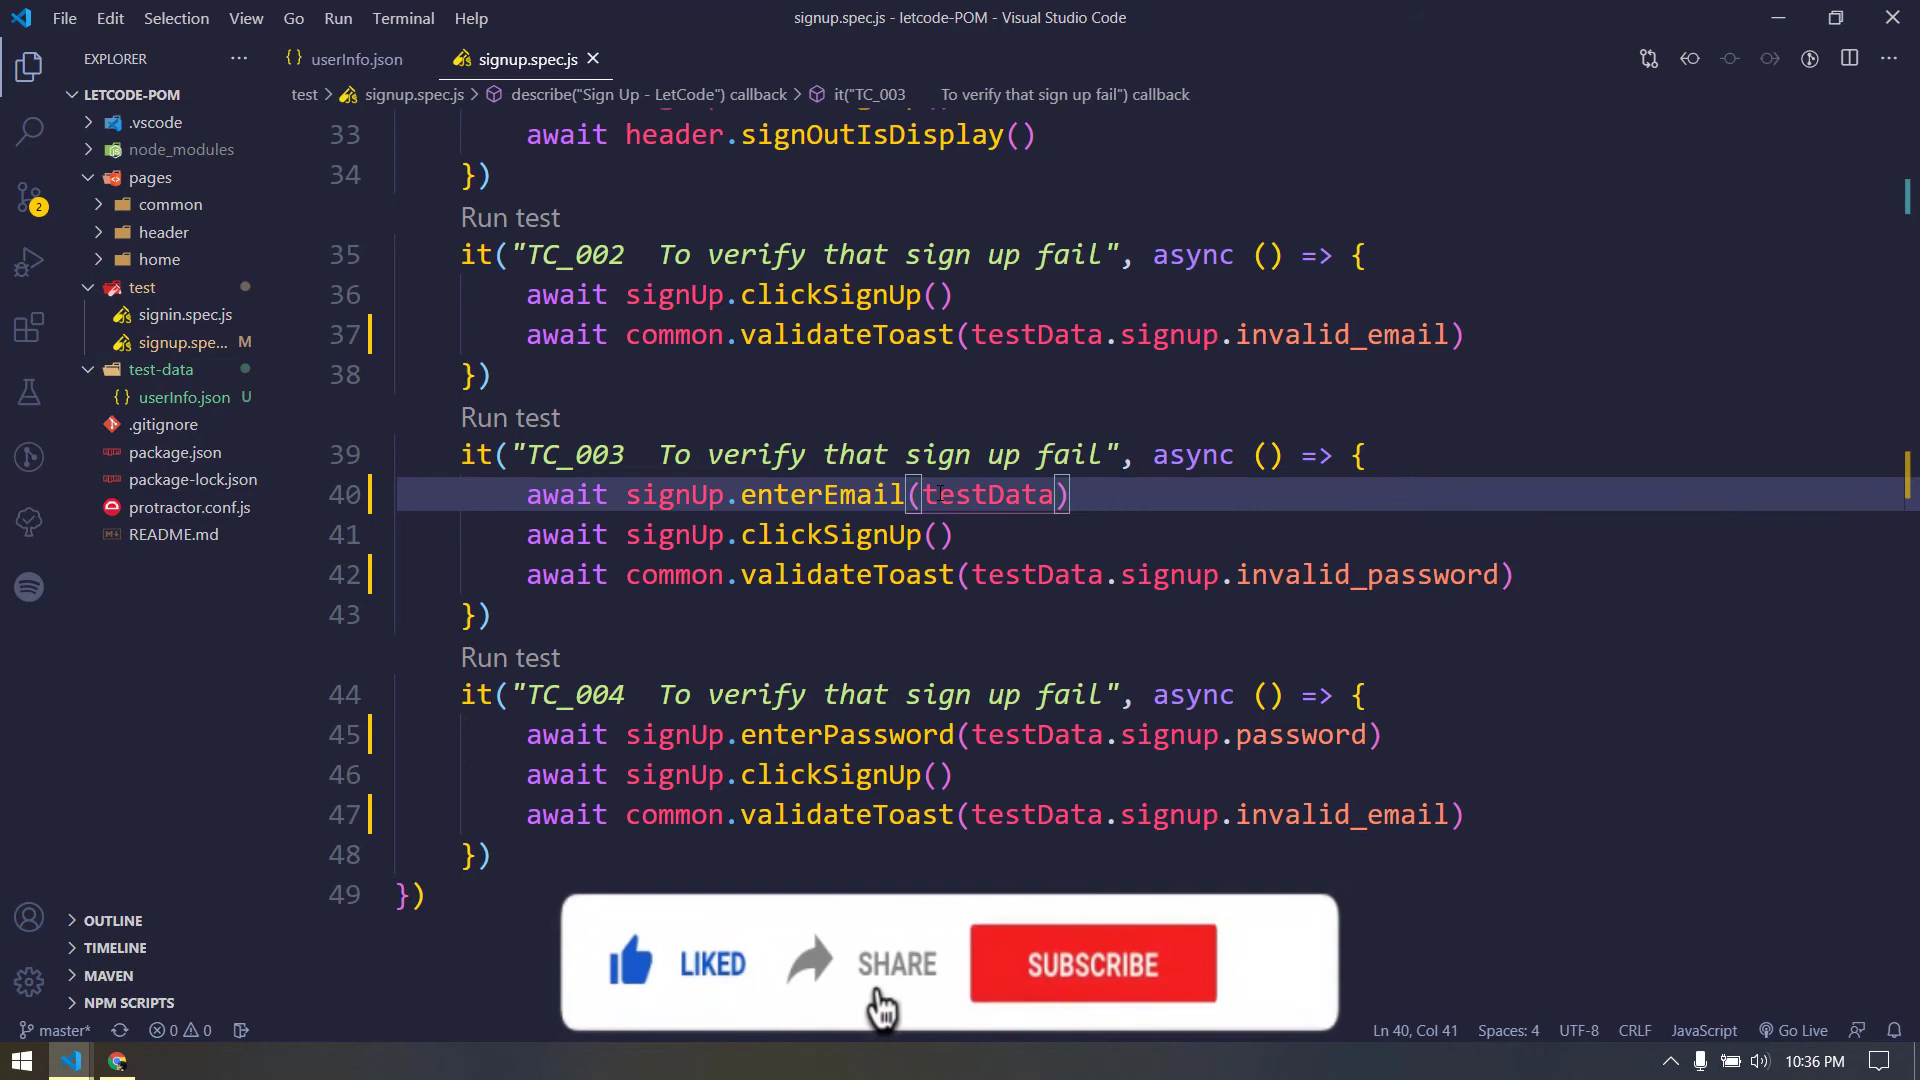 File Edit Selection View Go Run Terminal Help
signup.spec.js - letcode-POM - Visual Studio Code
EXPLORER
userInfo.json
signup.spec.js
LETCODE-POM
test > signup.spec.js > describe("Sign Up - LetCode") callback > it("TC_003 To verify that sign up fail") callback
.vscode
node_modules
pages
common
header
home
test
signin.spec.js
signup.spe... M
test-data
userInfo.json U
.gitignore
package.json
package-lock.json
protractor.conf.js
README.md
OUTLINE
TIMELINE
MAVEN
NPM SCRIPTS
2
33 await header.signOutIsDisplay()
34 })
Run test
35 it("TC_002 To verify that sign up fail", async () => {
36 await signUp.clickSignUp()
37 await common.validateToast(testData.signup.invalid_email)
38 })
Run test
39 it("TC_003 To verify that sign up fail", async () => {
40 await signUp.enterEmail(testData)
41 await signUp.clickSignUp()
42 await common.validateToast(testData.signup.invalid_password)
43 })
Run test
44 it("TC_004 To verify that sign up fail", async () => {
45 await signUp.enterPassword(testData.signup.password)
46 await signUp.clickSignUp()
47 await common.validateToast(testData.signup.invalid_email)
48 })
49 })
LIKED SHARE SUBSCRIBE
master* 0 0 Ln 40, Col 41 Spaces: 4 UTF-8 CRLF JavaScript Go Live
10:36 PM